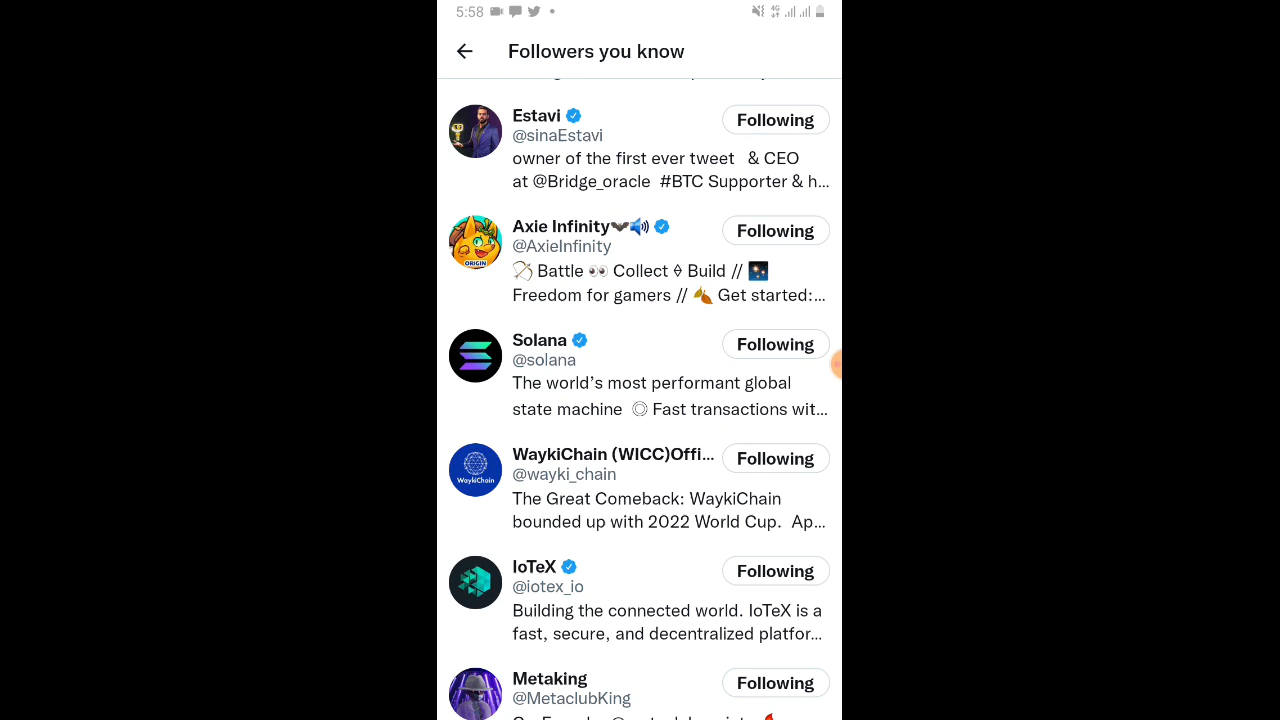 5:58
4G
Followers you know
Estavi
Following
@sinaEstavi
owner of the first ever tweet & CEO
at @Bridge_oracle #BTC Supporter & h...
Axie Infinity🦇🔊
Following
@AxieInfinity
ORIGIN
🏹 Battle 👀 Collect ⟠ Build // 🎇
Freedom for gamers // 🍂 Get started:...
Solana
Following
@solana
The world’s most performant global
state machine ◎ Fast transactions wit...
WaykiChain (WICC)Offi...
Following
@wayki_chain
WaykiChain
The Great Comeback: WaykiChain
bounded up with 2022 World Cup. Ap...
IoTeX
Following
@iotex_io
Building the connected world. IoTeX is a
fast, secure, and decentralized platfor...
Metaking
Following
@MetaclubKing